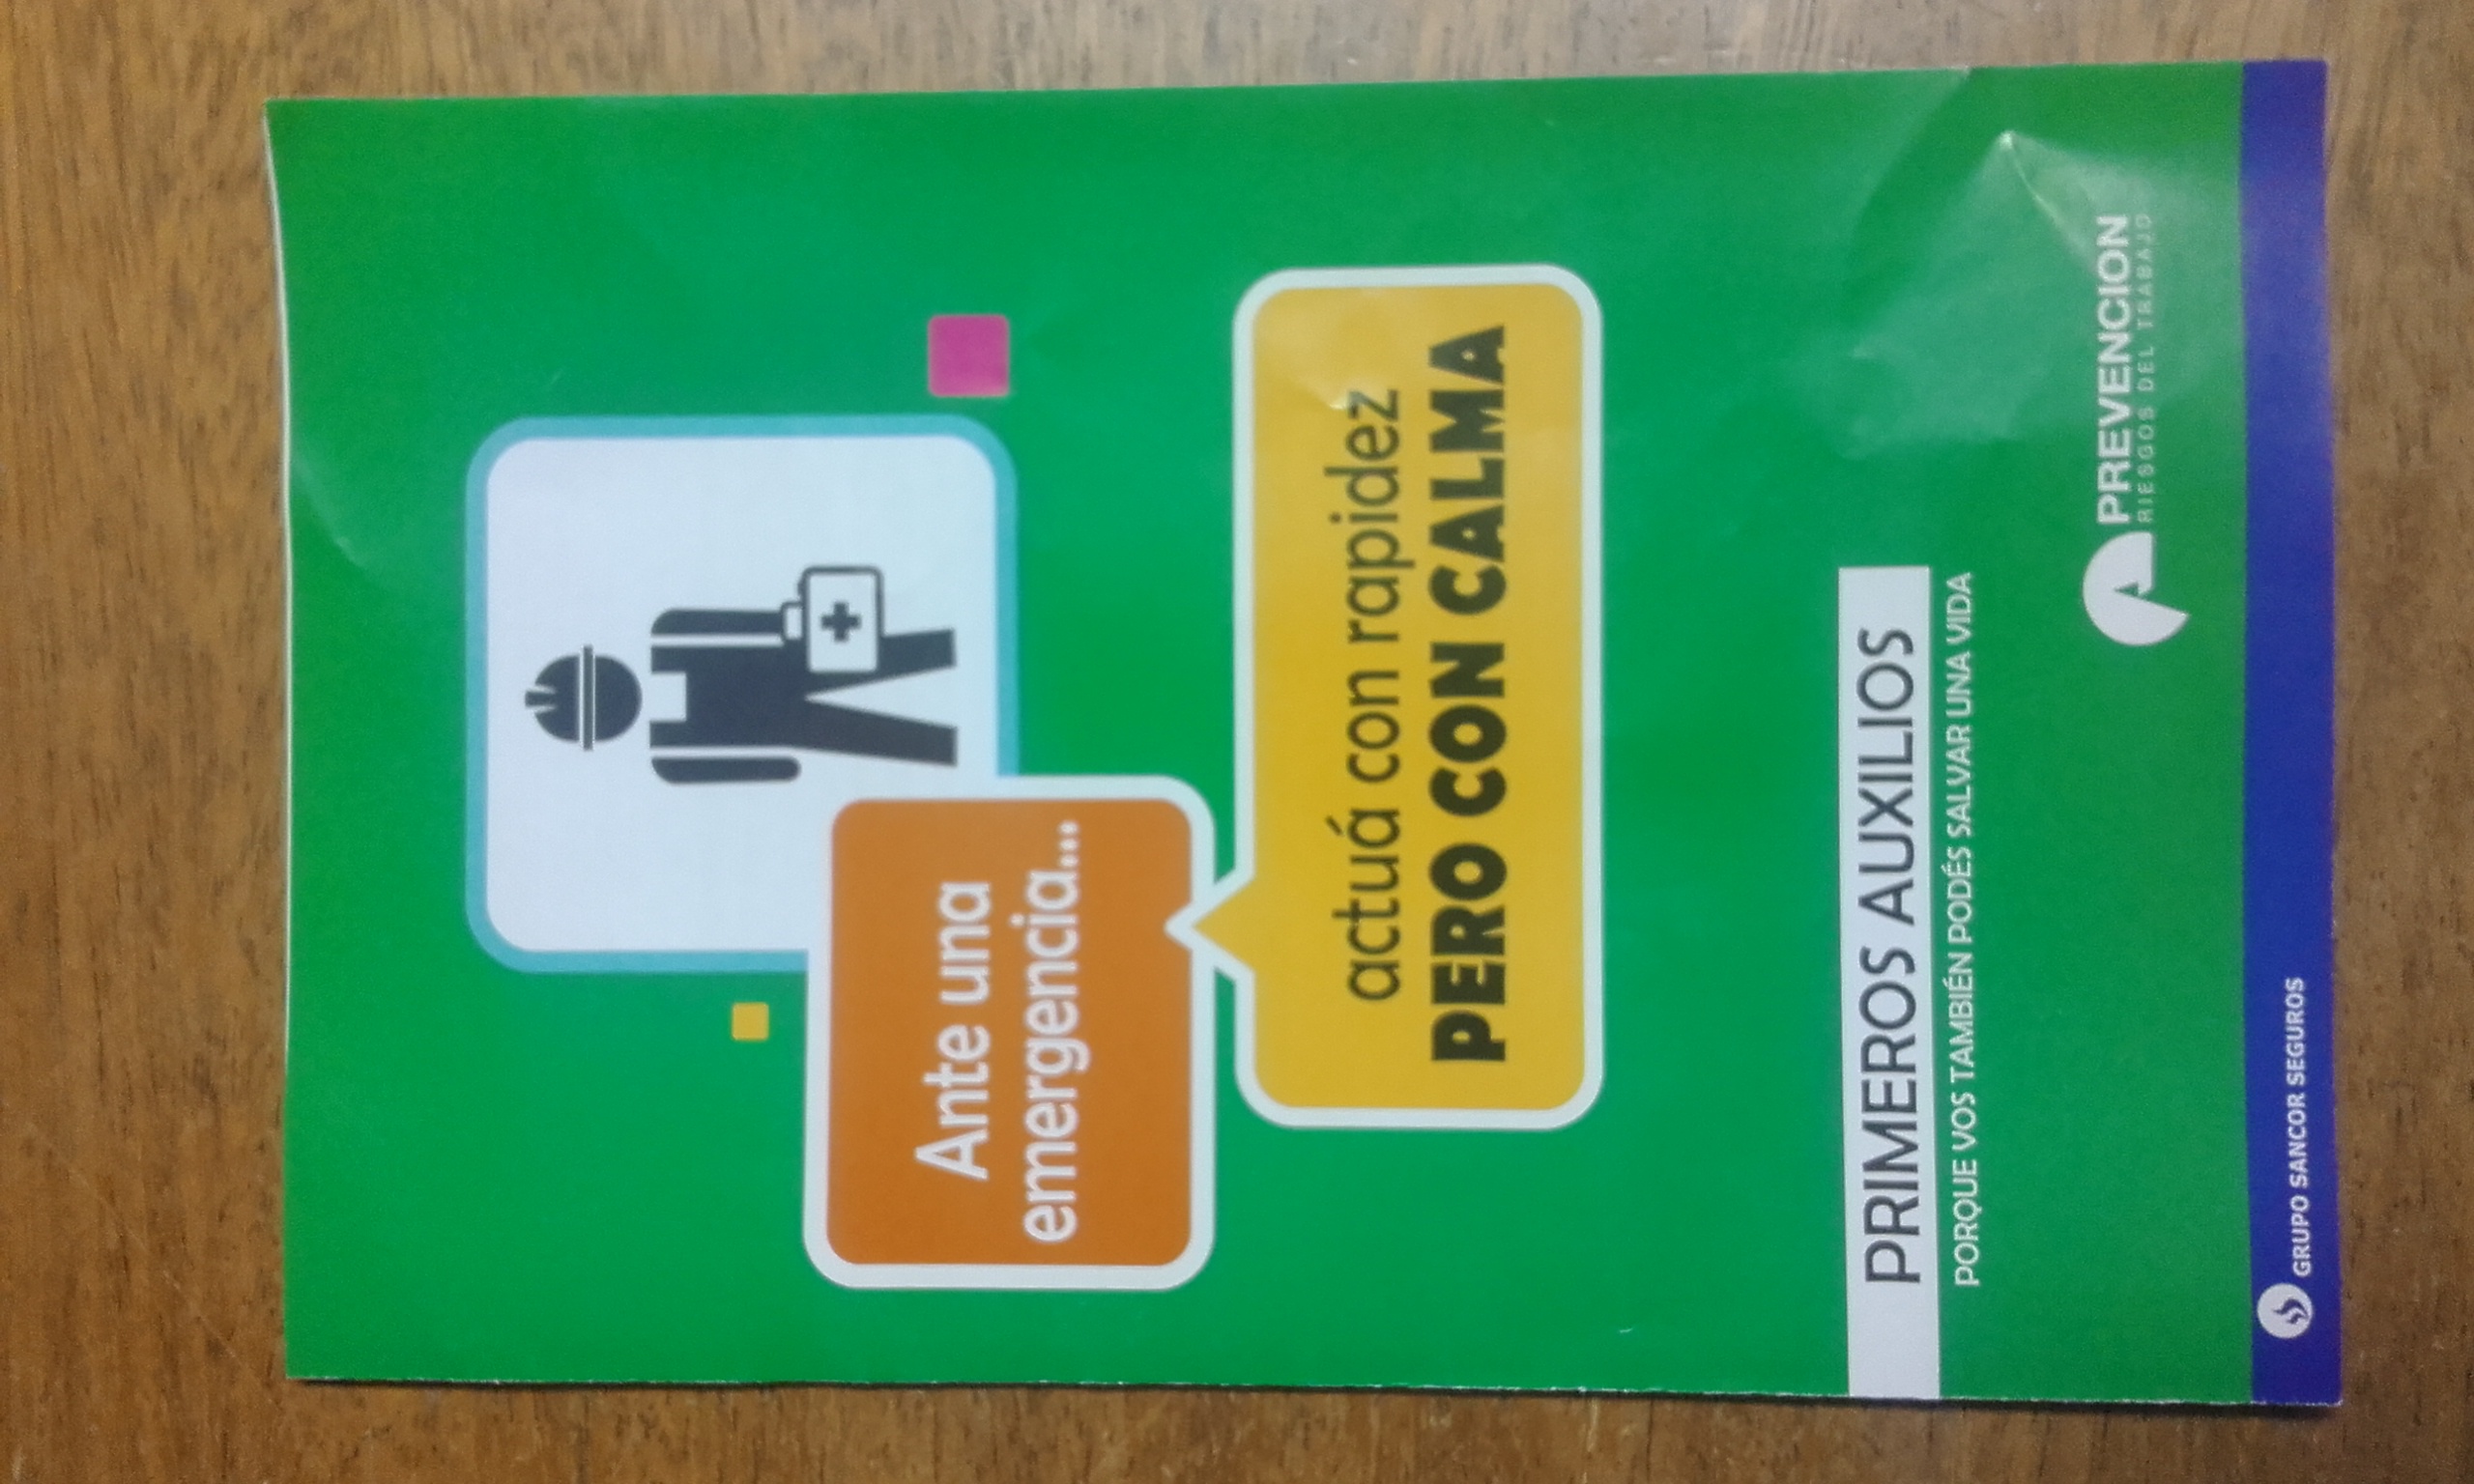 Ante una
emergencia...
actuá con rapidez
PERO CON CALMA
PRIMEROS AUXILIOS
PORQUE VOS TAMBIÉN PODÉS SALVAR UNA VIDA
PREVENCION
RIESGOS DEL TRABAJO
GRUPO SANCOR SEGUROS